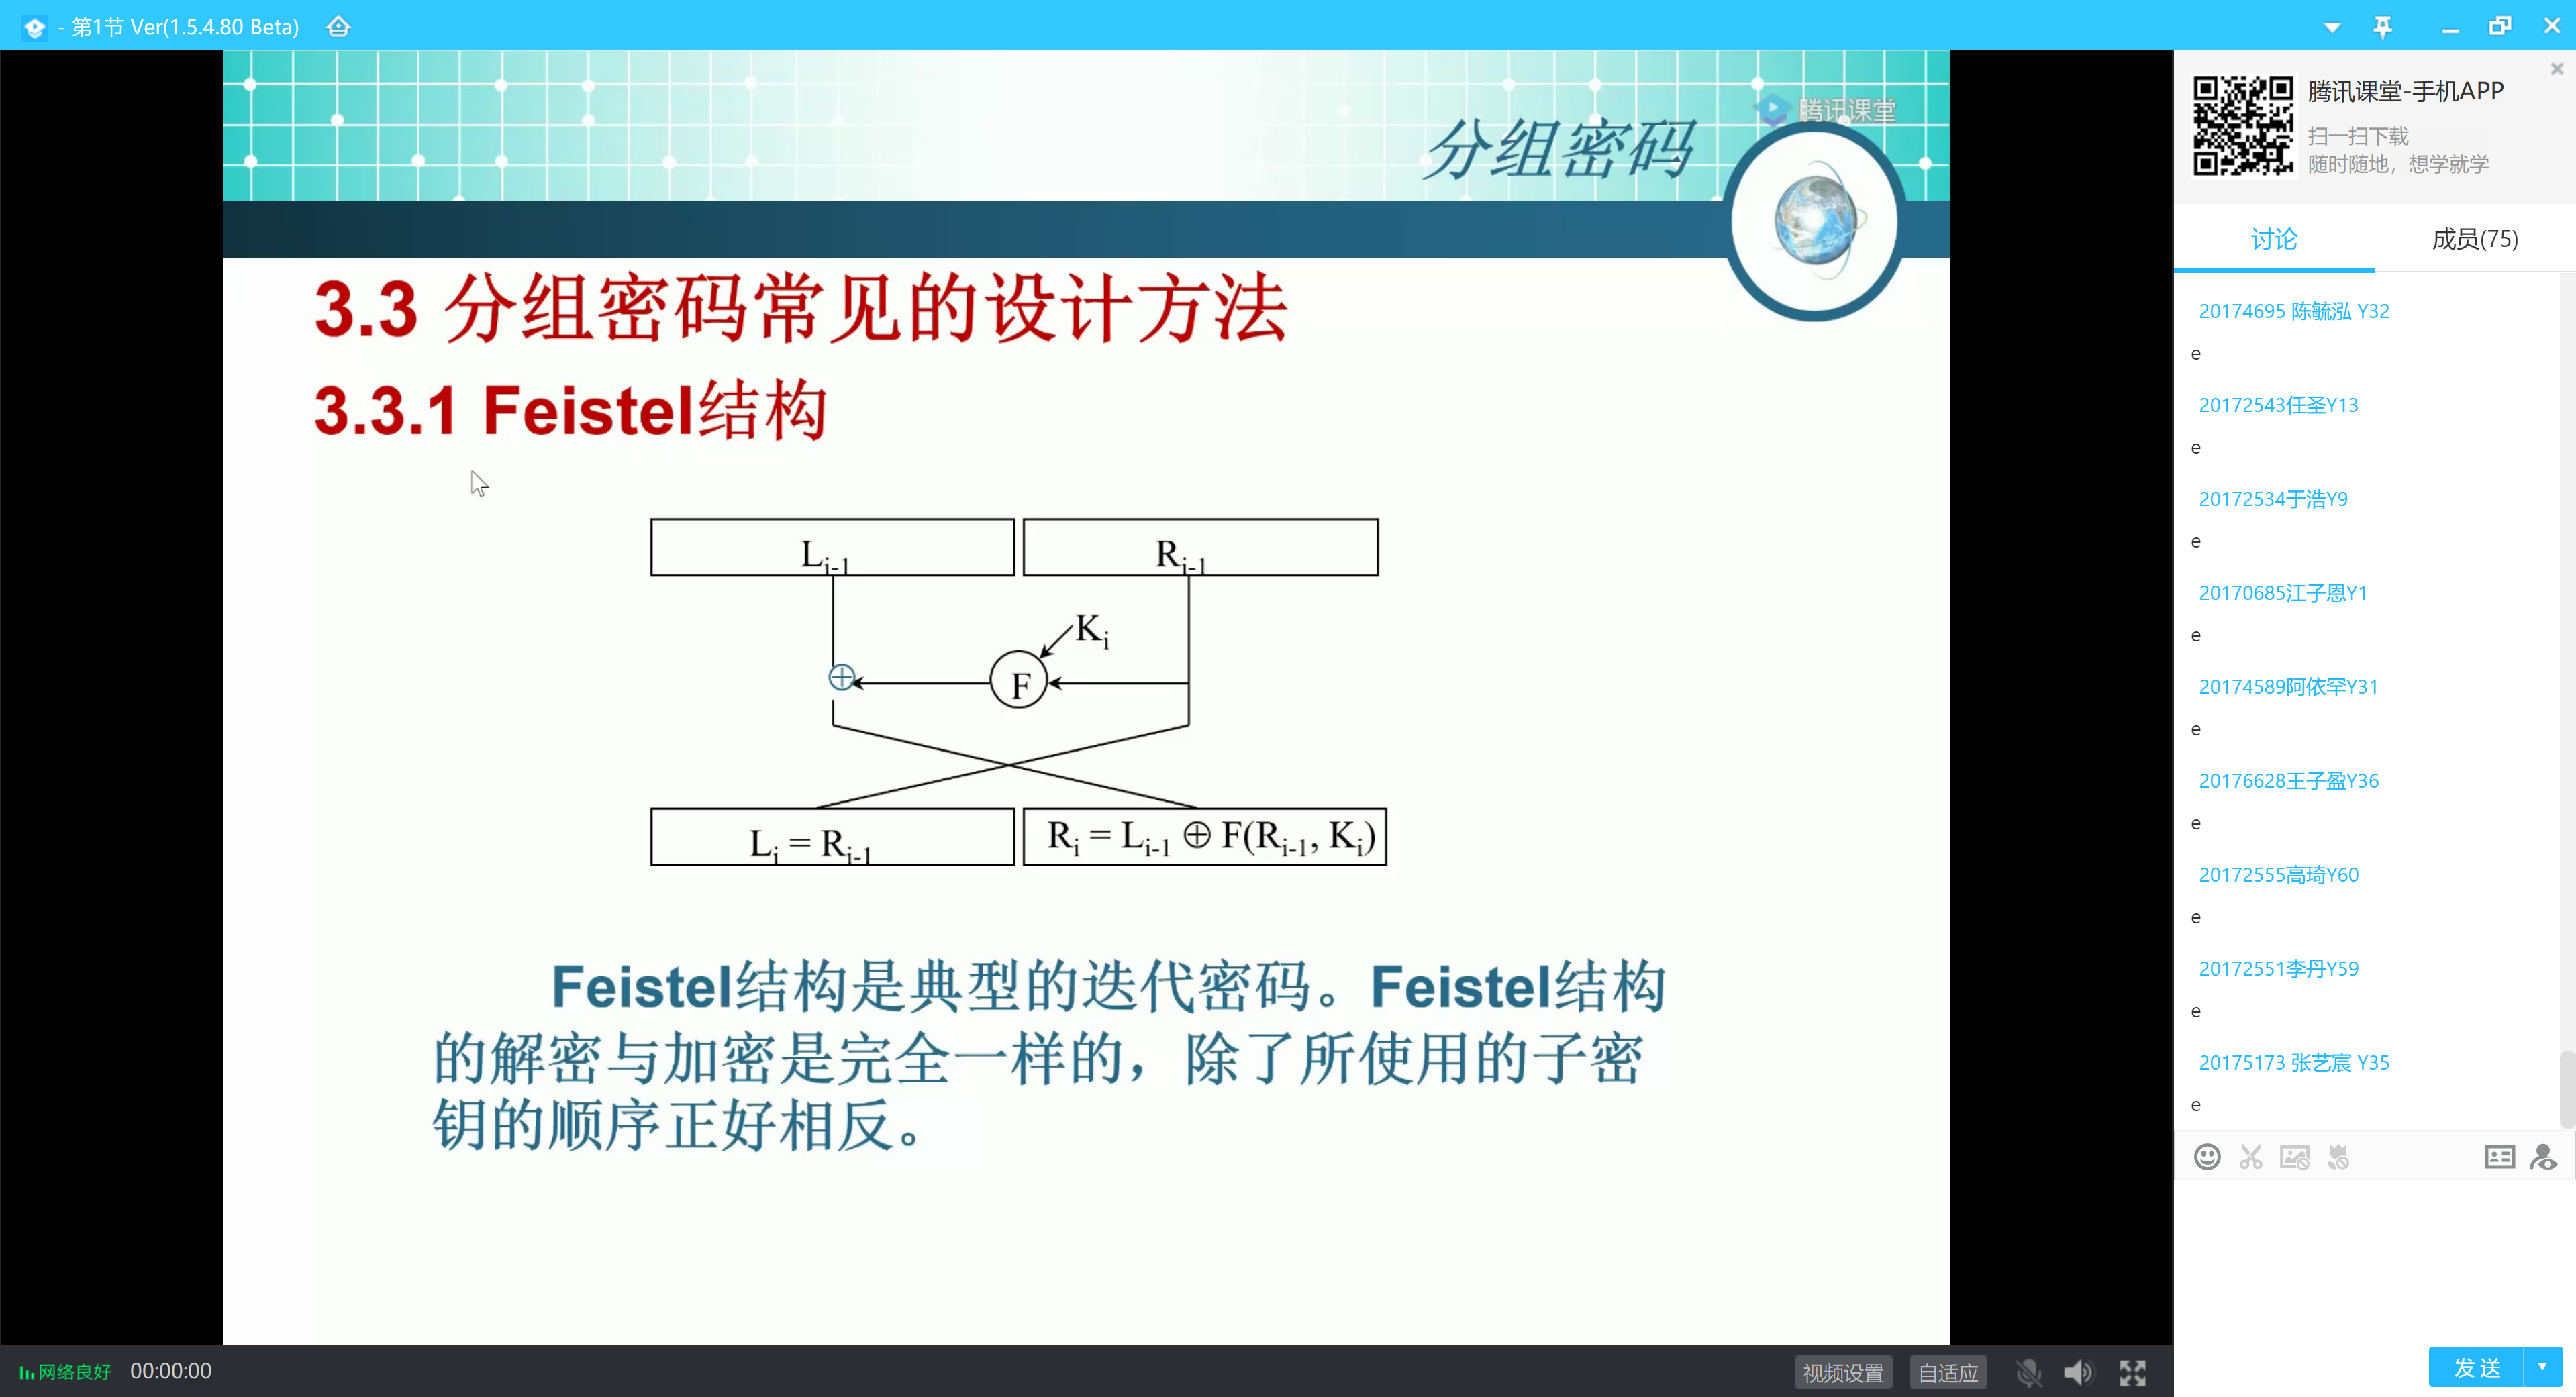 - 第1节 Ver(1.5.4.80 Beta)
腾讯课堂
分组密码
3.3 分组密码常见的设计方法
3.3.1 Feistel结构
Li-1
Ri-1
Ki
⊕
F
Li = Ri-1
Ri = Li-1 ⊕ F(Ri-1, Ki)
Feistel结构是典型的迭代密码。Feistel结构
的解密与加密是完全一样的，除了所使用的子密
钥的顺序正好相反。
网络良好
00:00:00
视频设置
自适应
腾讯课堂-手机APP
扫一扫下载
随时随地，想学就学
讨论
成员(75)
20174695 陈毓泓 Y32
e
20172543任圣Y13
e
20172534于浩Y9
e
20170685江子恩Y1
e
20174589阿依罕Y31
e
20176628王子盈Y36
e
20172555高琦Y60
e
20172551李丹Y59
e
20175173 张艺宸 Y35
e
发送